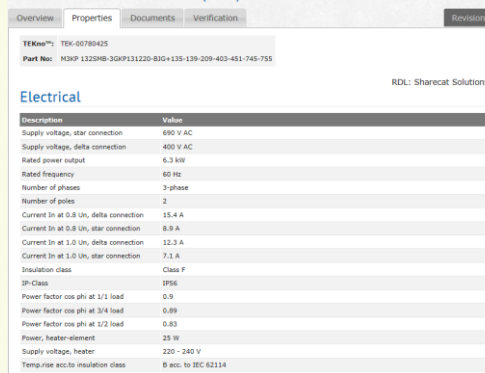 Overview Properties Documents Verification Revision
TEKno™: TEK-00780425
Part No: M3KP 132SMB-3GKP131220-BJG+135-139-209-403-451-745-755
RDL: Sharecat Solutions
Electrical
Description Value
Supply voltage, star connection 690 V AC
Supply voltage, delta connection 400 V AC
Rated power output 6.3 kW
Rated frequency 60 Hz
Number of phases 3-phase
Number of poles 2
Current In at 0.8 Un, delta connection 15.4 A
Current In at 0.8 Un, star connection 8.9 A
Current In at 1.0 Un, delta connection 12.3 A
Current In at 1.0 Un, star connection 7.1 A
Insulation class Class F
IP-Class IP56
Power factor cos phi at 1/1 load 0.9
Power factor cos phi at 3/4 load 0.89
Power factor cos phi at 1/2 load 0.83
Power, heater-element 25 W
Supply voltage, heater 220 - 240 V
Temp.rise acc.to insulation class B acc. to IEC 62114